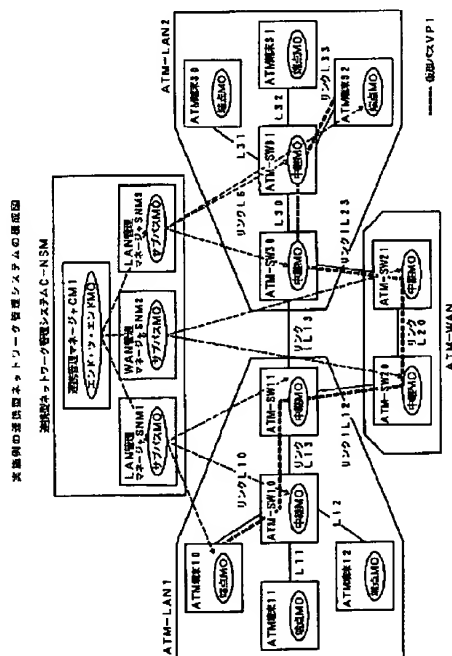 実施例の連携型ネットワーク管理システムの構成図
連携型ネットワーク管理システムC-NSM
連携管理マネージャCM1
エンド・ツ・エンドMO
LAN管理
マネージャSNM1
サブパスMO
WAN管理
マネージャSNM2
サブパスMO
LAN管理
マネージャSNM3
サブパスMO
ATM-LAN1
ATM端末10
端点MO
ATM端末11
端点MO
ATM端末12
端点MO
リンクL10
L11
L12
ATM-SW10
中継MO
リンク
L13
ATM-SW11
中継MO
リンクIL12
リンク
IL13
ATM-WAN
ATM-SW20
中継MO
リンク
L20
ATM-SW21
中継MO
リンクIL23
ATM-LAN2
ATM-SW30
中継MO
L30
ATM-SW31
中継MO
L31
L32
リンクL33
ATM端末30
端点MO
ATM端末31
端点MO
ATM端末32
端点MO
仮想パスVP1